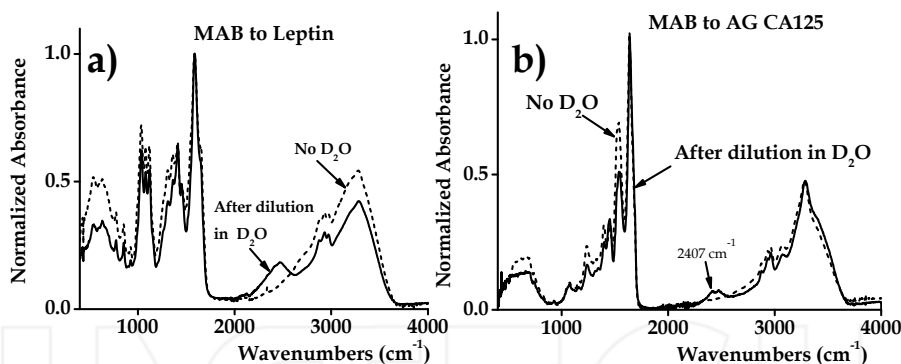 MAB to Leptin
a)
No D₂O
After dilution
in D₂O
Normalized Absorbance
1.0
0.5
0.0
1000 2000 3000 4000
Wavenumbers (cm⁻¹)
MAB to AG CA125
b)
No D₂O
After dilution in D₂O
2407 cm⁻¹
Normalized Absorbance
1.0
0.5
0.0
1000 2000 3000 4000
Wavenumbers (cm⁻¹)